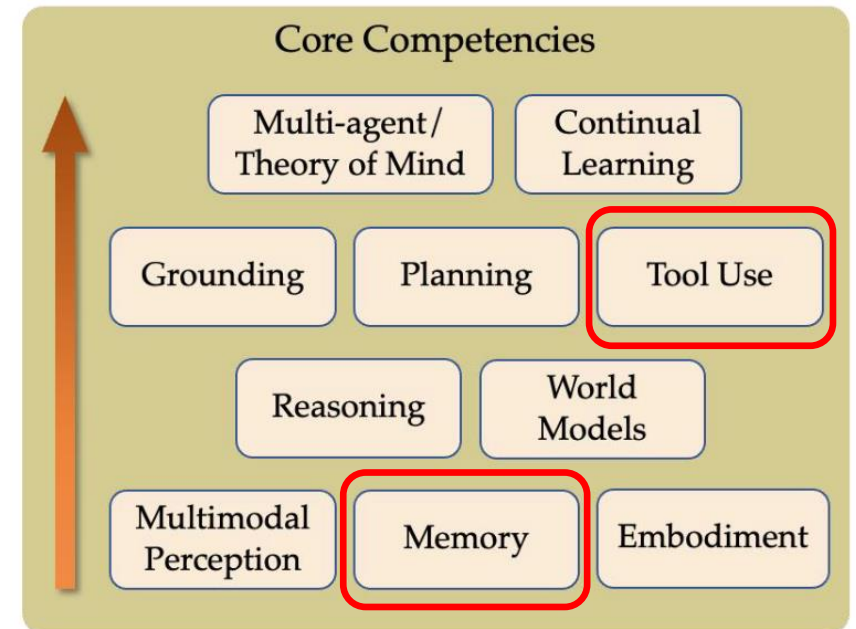 Core Competencies
Multi-agent/
Theory of Mind
Continual
Learning
Grounding
Planning
Tool Use
Reasoning
World
Models
Multimodal
Perception
Memory
Embodiment